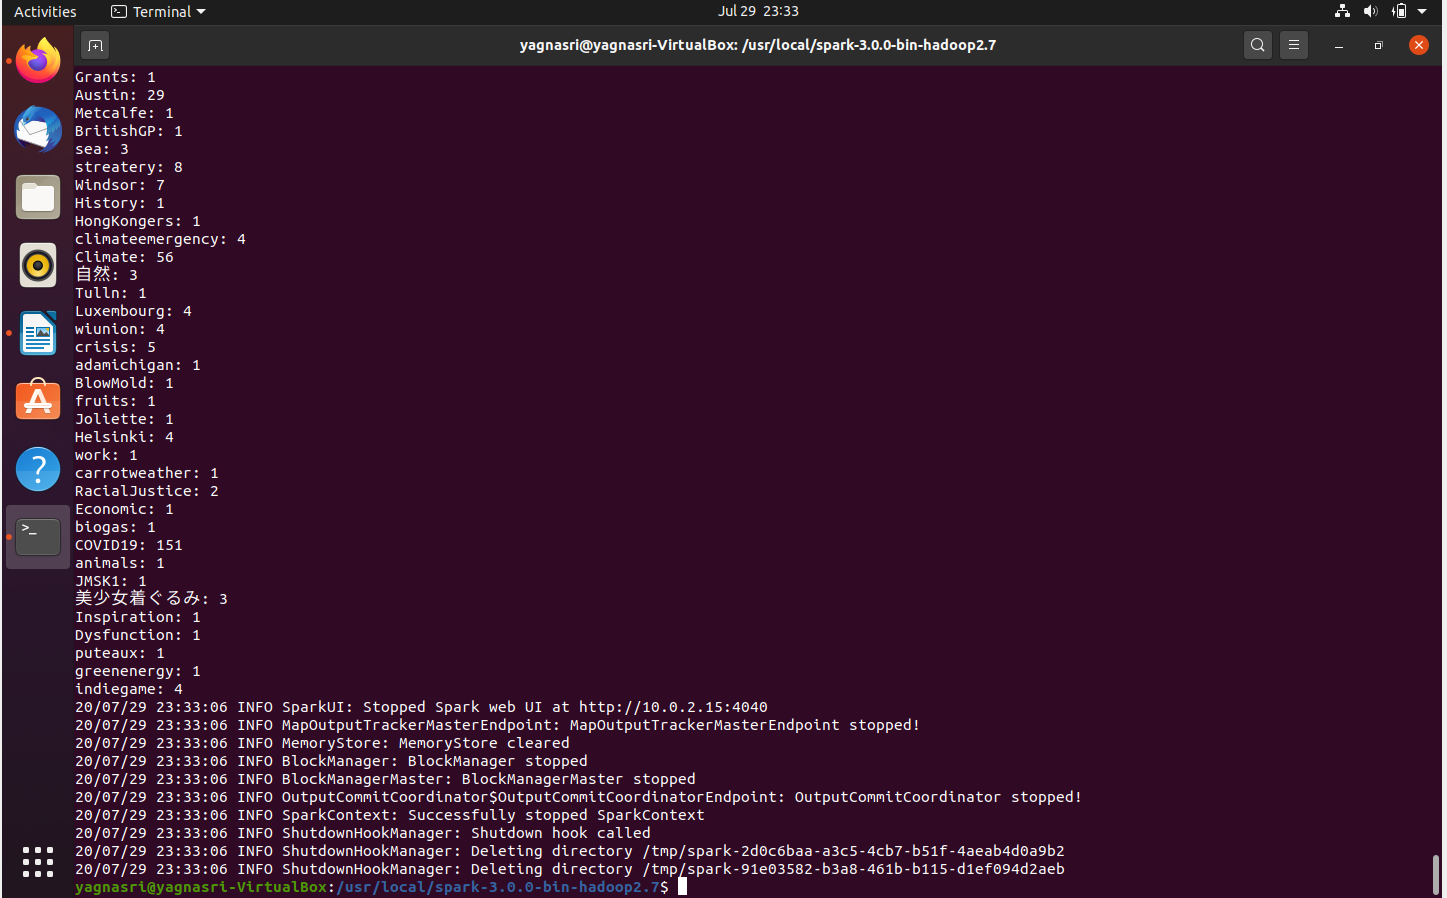 Activities
Terminal
Jul 29 23:33
yagnasri@yagnasri-VirtualBox: /usr/local/spark-3.0.0-bin-hadoop2.7
Grants: 1
Austin: 29
Metcalfe: 1
BritishGP: 1
sea: 3
streatery: 8
Windsor: 7
History: 1
HongKongers: 1
climateemergency: 4
Climate: 56
自然: 3
Tulln: 1
Luxembourg: 4
wiunion: 4
crisis: 5
adamichigan: 1
BlowMold: 1
fruits: 1
Joliette: 1
Helsinki: 4
work: 1
carrotweather: 1
RacialJustice: 2
Economic: 1
biogas: 1
COVID19: 151
animals: 1
JMSK1: 1
美少女着ぐるみ: 3
Inspiration: 1
Dysfunction: 1
puteaux: 1
greenenergy: 1
indiegame: 4
20/07/29 23:33:06 INFO SparkUI: Stopped Spark web UI at http://10.0.2.15:4040
20/07/29 23:33:06 INFO MapOutputTrackerMasterEndpoint: MapOutputTrackerMasterEndpoint stopped!
20/07/29 23:33:06 INFO MemoryStore: MemoryStore cleared
20/07/29 23:33:06 INFO BlockManager: BlockManager stopped
20/07/29 23:33:06 INFO BlockManagerMaster: BlockManagerMaster stopped
20/07/29 23:33:06 INFO OutputCommitCoordinator$OutputCommitCoordinatorEndpoint: OutputCommitCoordinator stopped!
20/07/29 23:33:06 INFO SparkContext: Successfully stopped SparkContext
20/07/29 23:33:06 INFO ShutdownHookManager: Shutdown hook called
20/07/29 23:33:06 INFO ShutdownHookManager: Deleting directory /tmp/spark-2d0c6baa-a3c5-4cb7-b51f-4aeab4d0a9b2
20/07/29 23:33:06 INFO ShutdownHookManager: Deleting directory /tmp/spark-91e03582-b3a8-461b-b115-d1ef094d2aeb
yagnasri@yagnasri-VirtualBox:/usr/local/spark-3.0.0-bin-hadoop2.7$